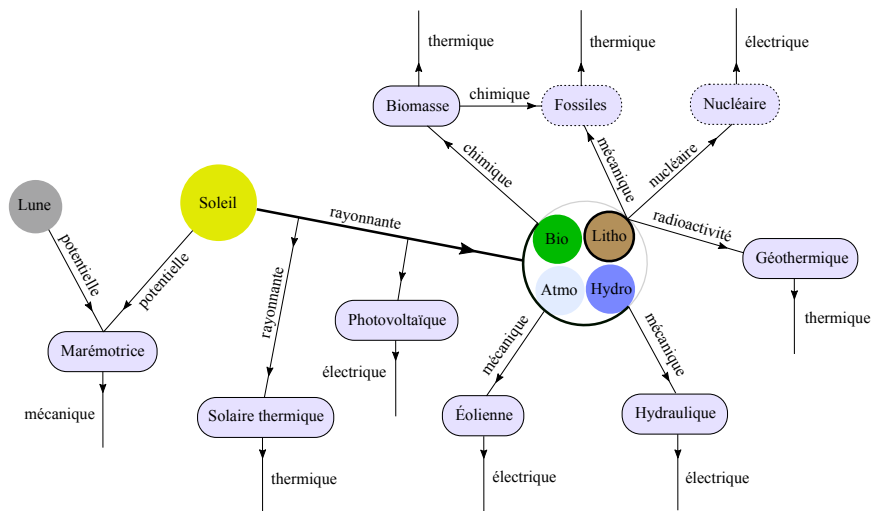 thermique
thermique
électrique
Biomasse
chimique
Fossiles
Nucléaire
chimique
mécanique
nucléaire
Lune
Soleil
rayonnante
radioactivité
Bio
Litho
Atmo
Hydro
Géothermique
thermique
potentielle
potentielle
rayonnante
Photovoltaïque
électrique
mécanique
mécanique
Marémotrice
mécanique
Solaire thermique
thermique
Éolienne
électrique
Hydraulique
électrique